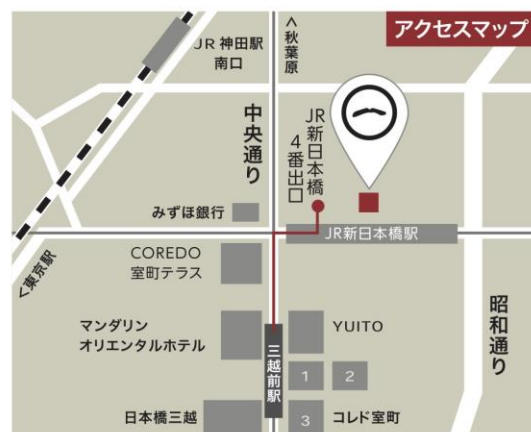 アクセスマップ
JR 神田駅
南口
<秋葉原
中央通り
JR新日本橋
4番出口
みずほ銀行
JR新日本橋駅
<東京駅
COREDO
室町テラス
昭和通り
マンダリン
オリエンタルホテル
三越前駅
YUITO
1
2
日本橋三越
3
コレド室町